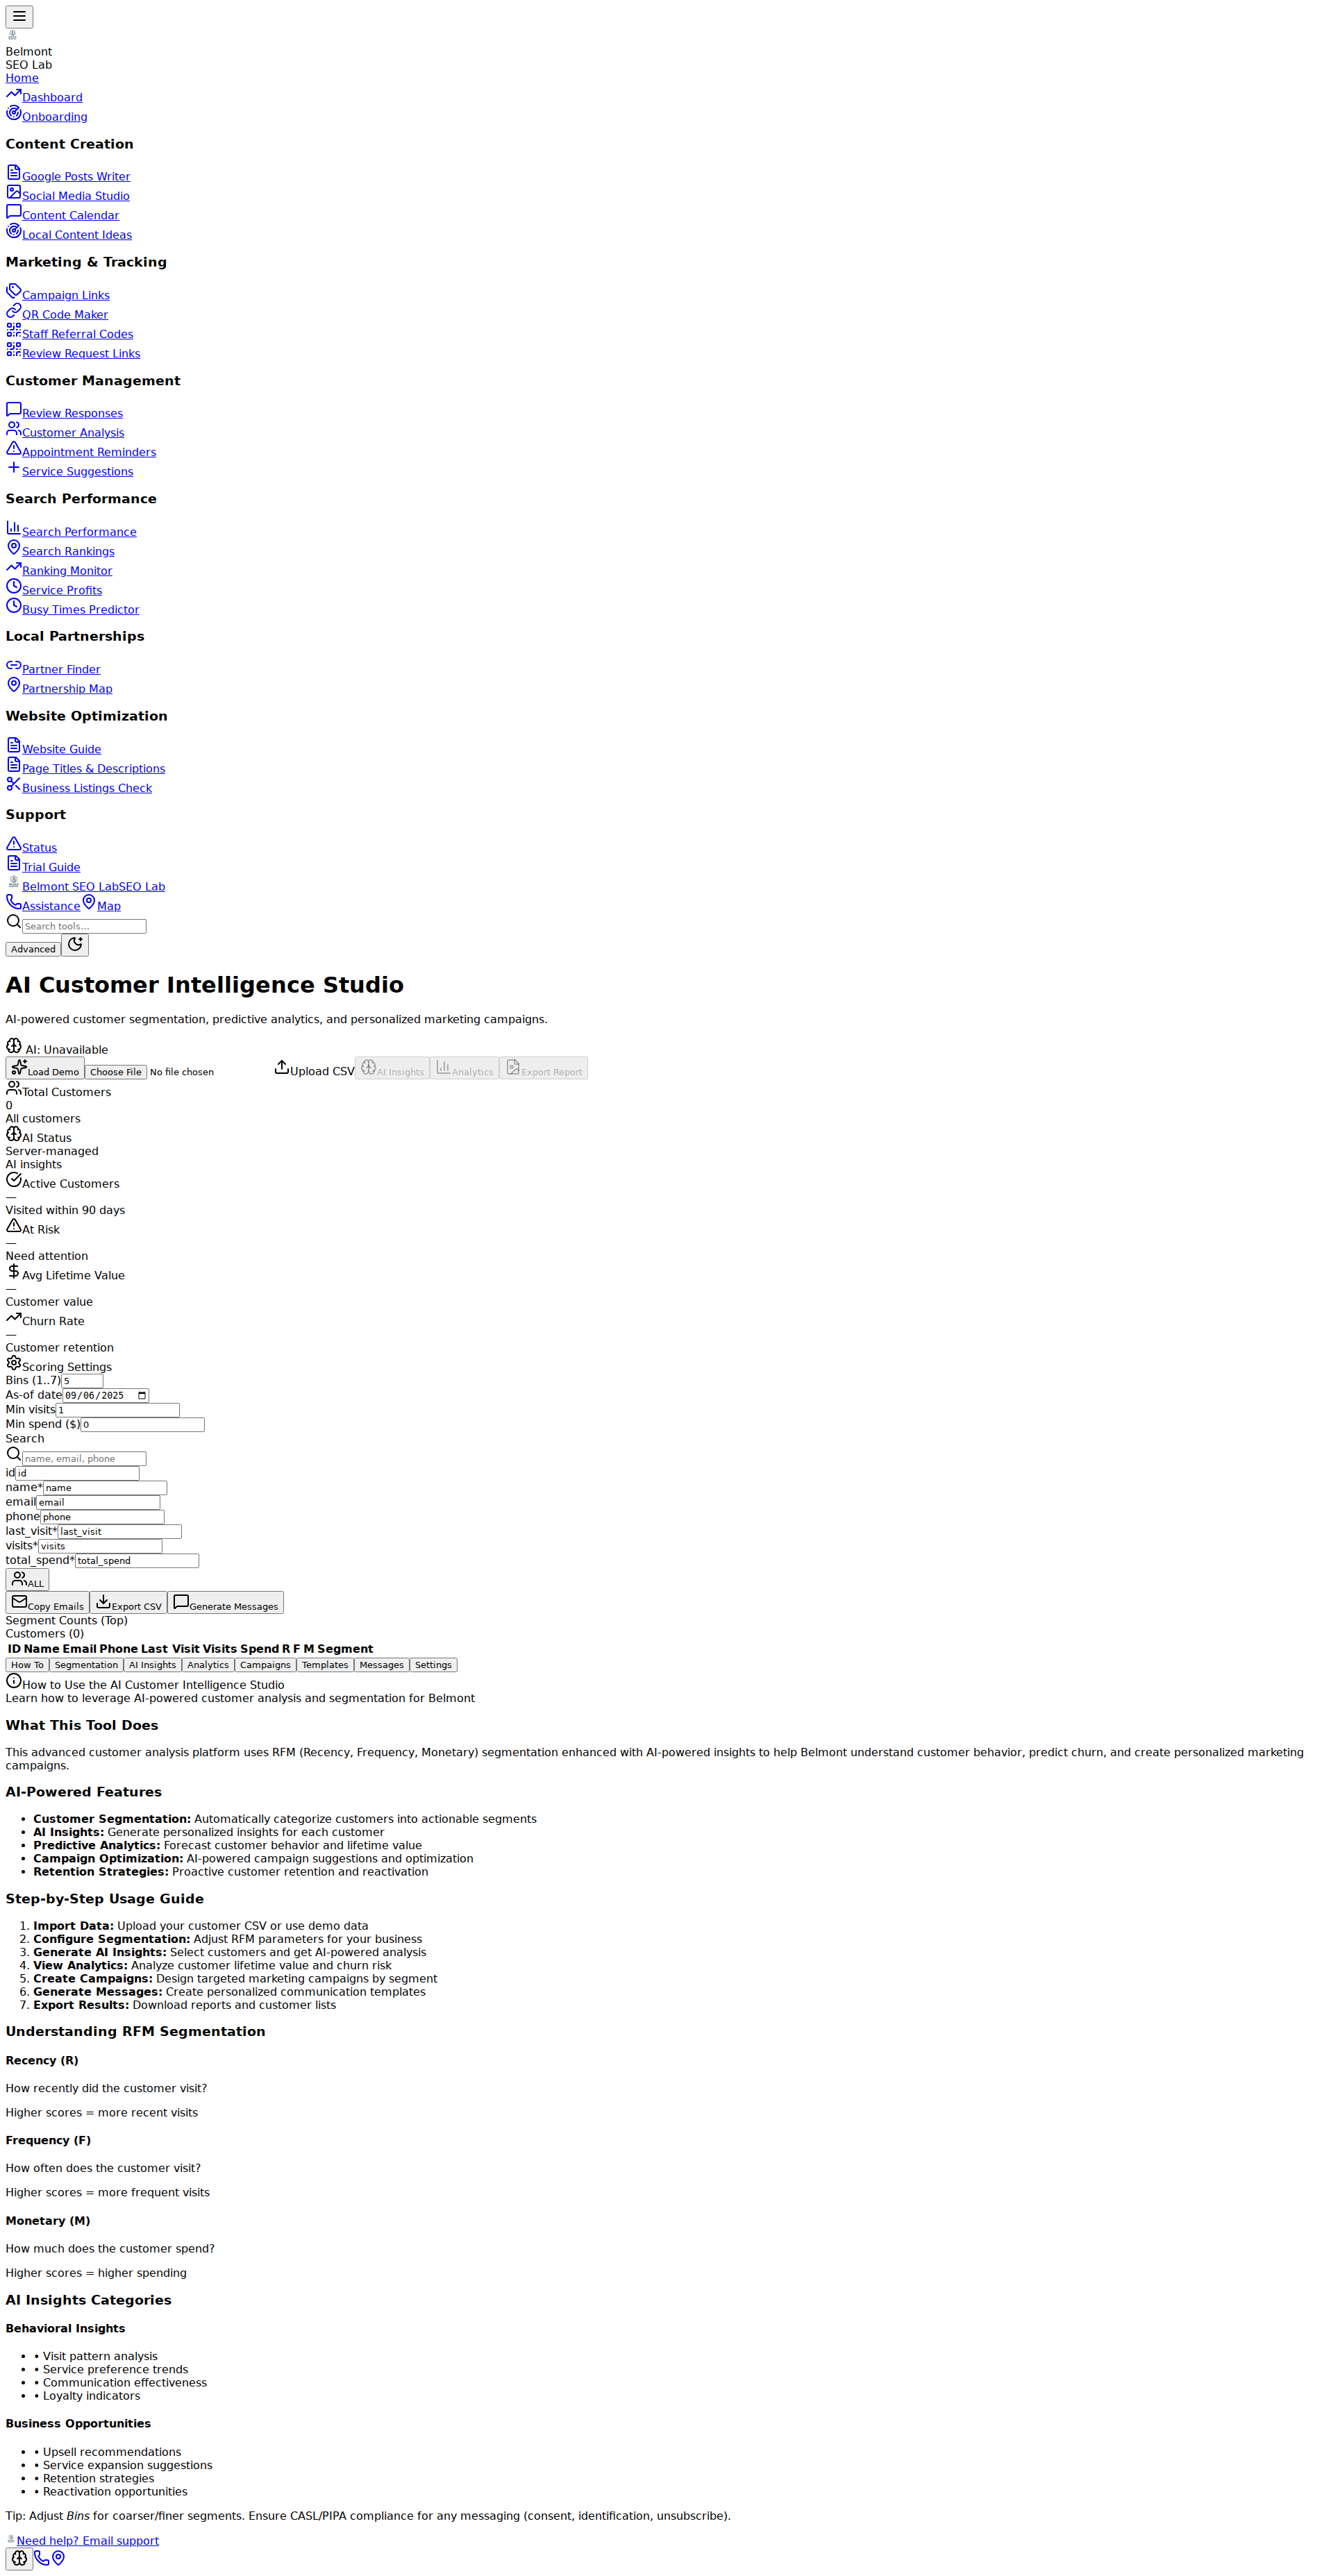 Belmont
SEO Lab
Home
Dashboard
Onboarding
Content Creation
Google Posts Writer
Social Media Studio
Content Calendar
Local Content Ideas
Marketing & Tracking
Campaign Links
QR Code Maker
Staff Referral Codes
Review Request Links
Customer Management
Review Responses
Customer Analysis
Appointment Reminders
Service Suggestions
Search Performance
Search Performance
Search Rankings
Ranking Monitor
Service Profits
Busy Times Predictor
Local Partnerships
Partner Finder
Partnership Map
Website Optimization
Website Guide
Page Titles & Descriptions
Business Listings Check
Support
Status
Trial Guide
Belmont SEO LabSEO Lab
Assistance Map
Search tools...
Advanced
AI Customer Intelligence Studio
AI-powered customer segmentation, predictive analytics, and personalized marketing campaigns.
AI: Unavailable
Load Demo Choose File No file chosen Upload CSV AI Insights Analytics Export Report
Total Customers
0
All customers
AI Status
Server-managed
AI insights
Active Customers
—
Visited within 90 days
At Risk
—
Need attention
Avg Lifetime Value
—
Customer value
Churn Rate
—
Customer retention
Scoring Settings
Bins (1..7) 5
As-of date 09/06/2025
Min visits 1
Min spend ($) 0
Search
name, email, phone
id id
name* name
email email
phone phone
last_visit* last_visit
visits* visits
total_spend* total_spend
ALL
Copy Emails Export CSV Generate Messages
Segment Counts (Top)
Customers (0)
ID Name Email Phone Last Visit Visits Spend R F M Segment
How To Segmentation AI Insights Analytics Campaigns Templates Messages Settings
How to Use the AI Customer Intelligence Studio
Learn how to leverage AI-powered customer analysis and segmentation for Belmont
What This Tool Does
This advanced customer analysis platform uses RFM (Recency, Frequency, Monetary) segmentation enhanced with AI-powered insights to help Belmont understand customer behavior, predict churn, and create personalized marketing
campaigns.
AI-Powered Features
• Customer Segmentation: Automatically categorize customers into actionable segments
• AI Insights: Generate personalized insights for each customer
• Predictive Analytics: Forecast customer behavior and lifetime value
• Campaign Optimization: AI-powered campaign suggestions and optimization
• Retention Strategies: Proactive customer retention and reactivation
Step-by-Step Usage Guide
1. Import Data: Upload your customer CSV or use demo data
2. Configure Segmentation: Adjust RFM parameters for your business
3. Generate AI Insights: Select customers and get AI-powered analysis
4. View Analytics: Analyze customer lifetime value and churn risk
5. Create Campaigns: Design targeted marketing campaigns by segment
6. Generate Messages: Create personalized communication templates
7. Export Results: Download reports and customer lists
Understanding RFM Segmentation
Recency (R)
How recently did the customer visit?
Higher scores = more recent visits
Frequency (F)
How often does the customer visit?
Higher scores = more frequent visits
Monetary (M)
How much does the customer spend?
Higher scores = higher spending
AI Insights Categories
Behavioral Insights
• • Visit pattern analysis
• • Service preference trends
• • Communication effectiveness
• • Loyalty indicators
Business Opportunities
• • Upsell recommendations
• • Service expansion suggestions
• • Retention strategies
• • Reactivation opportunities
Tip: Adjust Bins for coarser/finer segments. Ensure CASL/PIPA compliance for any messaging (consent, identification, unsubscribe).
Need help? Email support